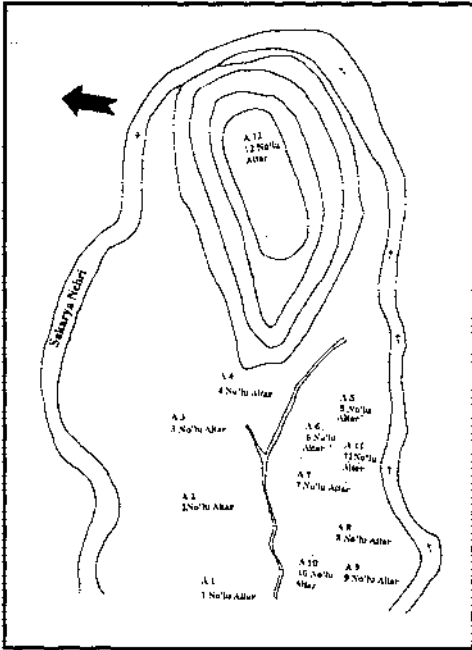 A 12
12 No'lu
Altar
Sakarya Nehri
A 4
4 No'lu Altar
A 3
3 No'lu Altar
A 5
5 No'lu
Altar
A 6
6 No'lu
Altar
A 11
11 No'lu
Altar
A 7
7 No'lu Altar
A 2
2 No'lu Altar
A 8
8 No'lu Altar
A 10
10 No'lu
Altar
A 9
9 No'lu Altar
A 1
1 No'lu Altar